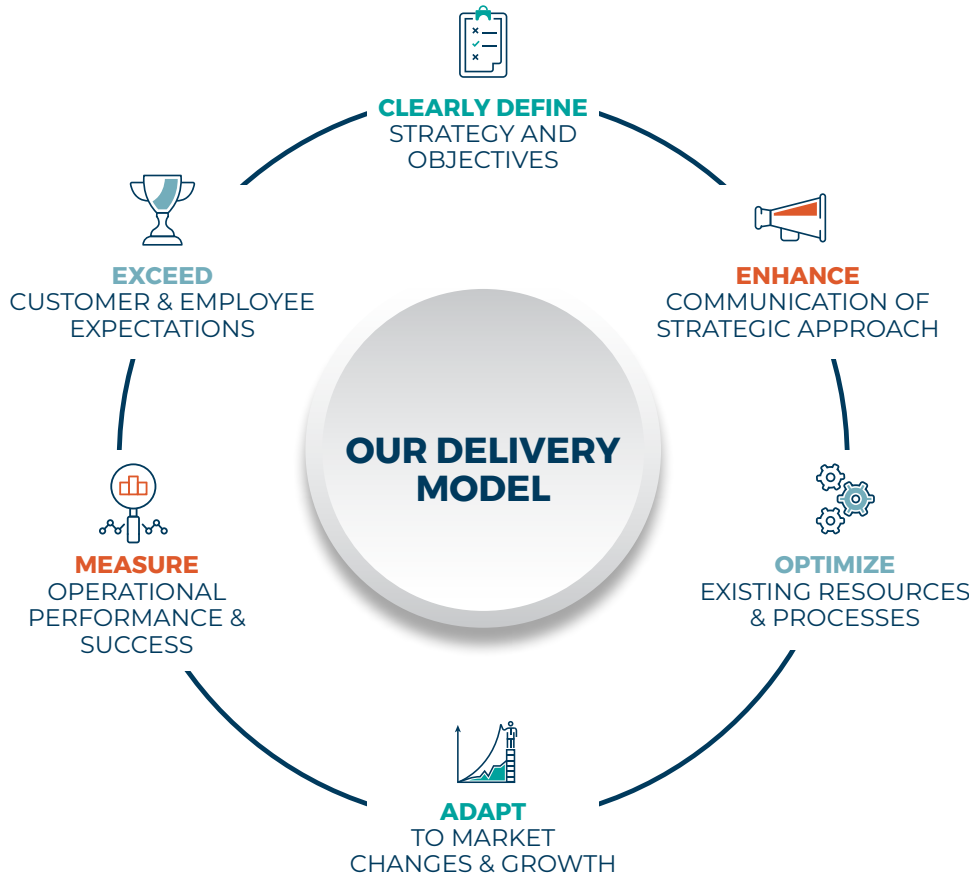 CLEARLY DEFINE
STRATEGY AND
OBJECTIVES
ENHANCE
COMMUNICATION OF
STRATEGIC APPROACH
OPTIMIZE
EXISTING RESOURCES
& PROCESSES
ADAPT
TO MARKET
CHANGES & GROWTH
MEASURE
OPERATIONAL
PERFORMANCE &
SUCCESS
EXCEED
CUSTOMER & EMPLOYEE
EXPECTATIONS
OUR DELIVERY
MODEL